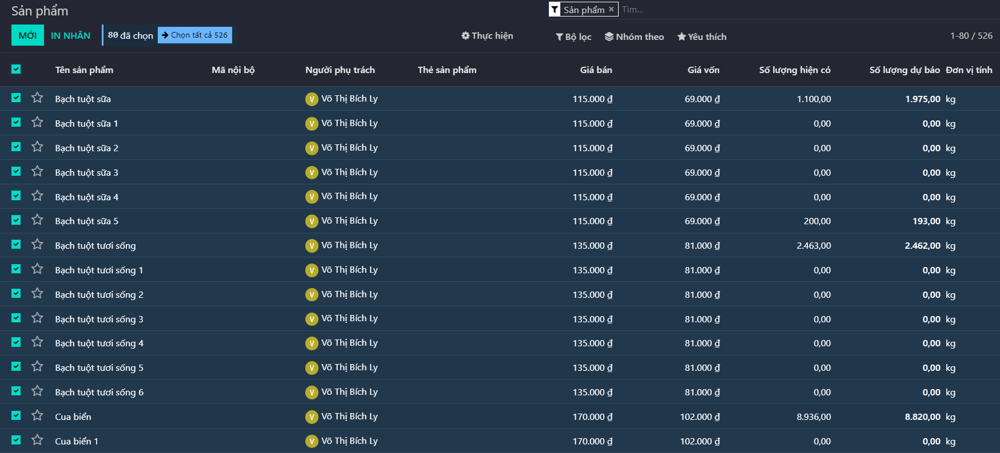 Sản phẩm
Sản phẩm × Tìm...
MỚI IN NHÃN 80 đã chọn → Chọn tất cả 526 Thực hiện Bộ lọc Nhóm theo Yêu thích 1-80 / 526
Tên sản phẩm Mã nội bộ Người phụ trách Thẻ sản phẩm Giá bán Giá vốn Số lượng hiện có Số lượng dự báo Đơn vị tính
Bạch tuột sữa V Võ Thị Bích Ly 115.000 ₫ 69.000 ₫ 1.100,00 1.975,00 kg
Bạch tuột sữa 1 V Võ Thị Bích Ly 115.000 ₫ 69.000 ₫ 0,00 0,00 kg
Bạch tuột sữa 2 V Võ Thị Bích Ly 115.000 ₫ 69.000 ₫ 0,00 0,00 kg
Bạch tuột sữa 3 V Võ Thị Bích Ly 115.000 ₫ 69.000 ₫ 0,00 0,00 kg
Bạch tuột sữa 4 V Võ Thị Bích Ly 115.000 ₫ 69.000 ₫ 0,00 0,00 kg
Bạch tuột sữa 5 V Võ Thị Bích Ly 115.000 ₫ 69.000 ₫ 200,00 193,00 kg
Bạch tuột tươi sống V Võ Thị Bích Ly 135.000 ₫ 81.000 ₫ 2.463,00 2.462,00 kg
Bạch tuột tươi sống 1 V Võ Thị Bích Ly 135.000 ₫ 81.000 ₫ 0,00 0,00 kg
Bạch tuột tươi sống 2 V Võ Thị Bích Ly 135.000 ₫ 81.000 ₫ 0,00 0,00 kg
Bạch tuột tươi sống 3 V Võ Thị Bích Ly 135.000 ₫ 81.000 ₫ 0,00 0,00 kg
Bạch tuột tươi sống 4 V Võ Thị Bích Ly 135.000 ₫ 81.000 ₫ 0,00 0,00 kg
Bạch tuột tươi sống 5 V Võ Thị Bích Ly 135.000 ₫ 81.000 ₫ 0,00 0,00 kg
Bạch tuột tươi sống 6 V Võ Thị Bích Ly 135.000 ₫ 81.000 ₫ 0,00 0,00 kg
Cua biển V Võ Thị Bích Ly 170.000 ₫ 102.000 ₫ 8.936,00 8.820,00 kg
Cua biển 1 V Võ Thị Bích Ly 170.000 ₫ 102.000 ₫ 0,00 0,00 kg